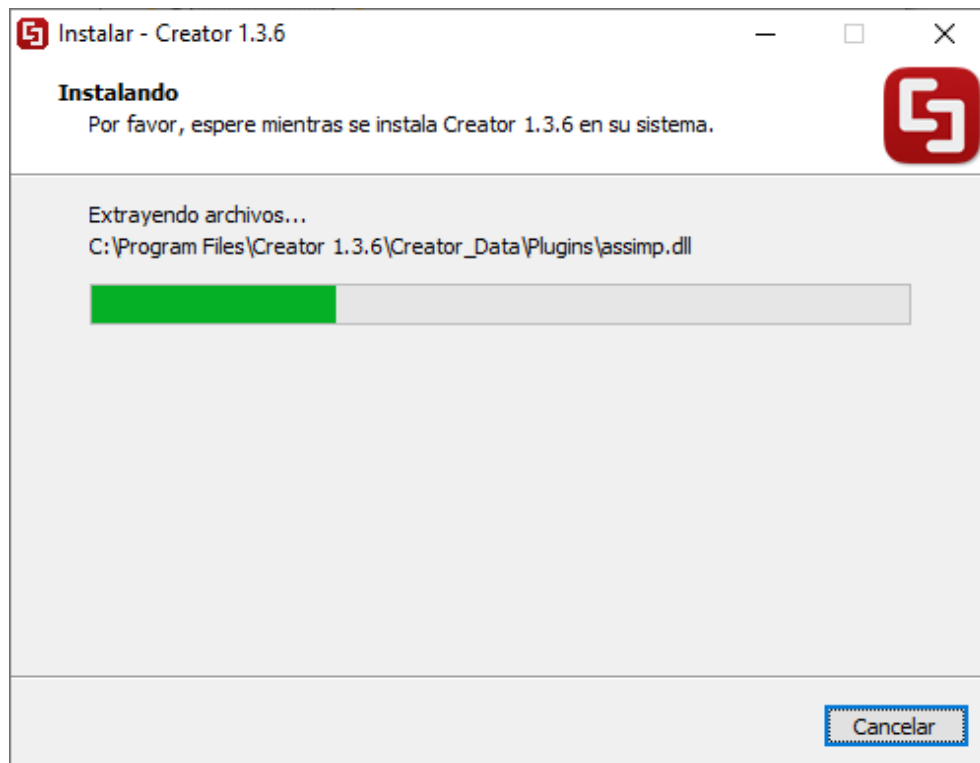 Instalar - Creator 1.3.6
Instalando
Por favor, espere mientras se instala Creator 1.3.6 en su sistema.
Extrayendo archivos...
C:\Program Files\Creator 1.3.6\Creator_Data\Plugins\assimp.dll
Cancelar